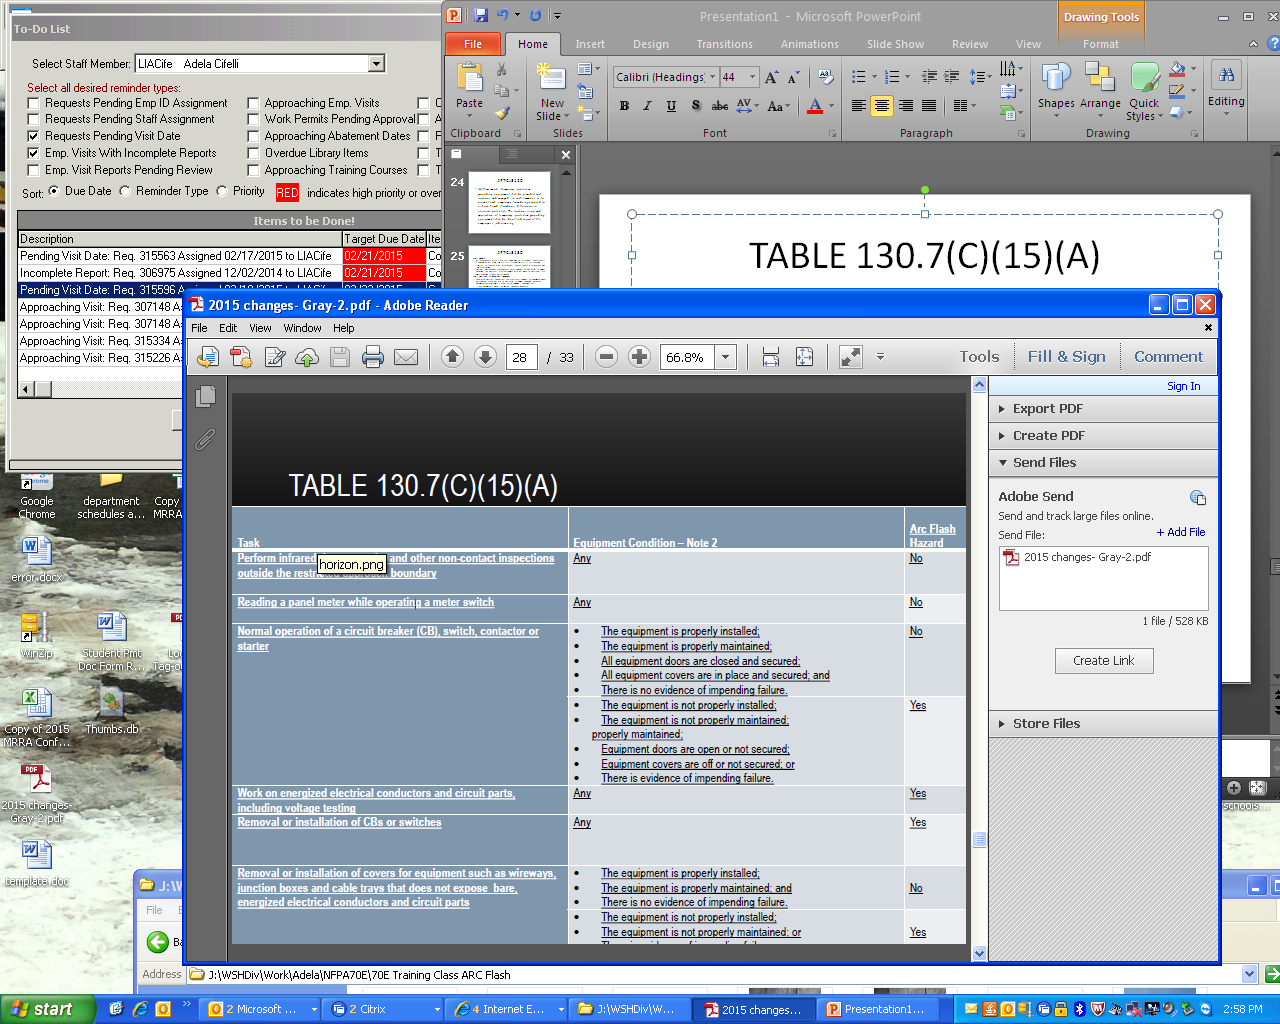 To-Do List
Select Staff Member: LIACife Adela Cifelli
Select all desired reminder types:
Requests Pending Emp ID Assignment
Requests Pending Staff Assignment
Requests Pending Visit Date
Emp. Visits With Incomplete Reports
Emp. Visit Reports Pending Review
Approaching Emp. Visits
Work Permits Pending Approval
Approaching Abatement Dates
Overdue Library Items
Approaching Training Courses
Sort: Due Date Reminder Type Priority RED indicates high priority or over
Items to be Done!
Description Target Due Date Ite
Pending Visit Date: Req. 315563 Assigned 02/17/2015 to LIACife 02/21/2015 Co
Incomplete Report: Req. 306975 Assigned 12/02/2014 to LIACife 02/21/2015 Co
Pending Visit Date: Req. 315596
Approaching Visit: Req. 307148 As
Approaching Visit: Req. 307148 As
Approaching Visit: Req. 315334 As
Approaching Visit: Req. 315226 As
Presentation1 - Microsoft PowerPoint
Drawing Tools
File Home Insert Design Transitions Animations Slide Show Review View Format
Paste
New
Slide
Calibri (Headings) 44
B I U S abc AV Aa A
Shapes Arrange Quick
Styles
Editing
Clipboard Slides Font Paragraph Drawing
24
25
TABLE 130.7(C)(15)(A)
2015 changes- Gray-2.pdf - Adobe Reader
File Edit View Window Help
28 / 33 66.8%
Tools Fill & Sign Comment
Sign In
Export PDF
Create PDF
Send Files
Adobe Send
Send and track large files online.
Send File: + Add File
2015 changes- Gray-2.pdf
1 file / 528 KB
Create Link
Store Files
TABLE 130.7(C)(15)(A)
Task Equipment Condition – Note 2 Arc Flash
Hazard
Perform infrared and other non-contact inspections
outside the restricted approach boundary
Any No
horizon.png
Reading a panel meter while operating a meter switch Any No
Normal operation of a circuit breaker (CB), switch, contactor or
starter
• The equipment is properly installed;
• The equipment is properly maintained;
• All equipment doors are closed and secured;
• All equipment covers are in place and secured; and
• There is no evidence of impending failure.
No
• The equipment is not properly installed;
• The equipment is not properly maintained;
properly maintained;
• Equipment doors are open or not secured;
• Equipment covers are off or not secured; or
• There is evidence of impending failure.
Yes
Work on energized electrical conductors and circuit parts,
including voltage testing
Any Yes
Removal or installation of CBs or switches Any Yes
Removal or installation of covers for equipment such as wireways,
junction boxes and cable trays that does not expose bare,
energized electrical conductors and circuit parts
• The equipment is properly installed;
• The equipment is properly maintained; and
• There is no evidence of impending failure.
No
• The equipment is not properly installed;
• The equipment is not properly maintained; or
Yes
Google
Chrome
department
schedules a...
Copy
MRRA
error.docx
WinZip
Student Pmt
Doc Form R...
Lo
Tag-ou
Copy of 2015
MRRA Conf...
Thumbs.db
2015 changes-
Gray-2.pdf
template.doc
schools...
J:\W
File E
Ba
Address J:\WSHDiv\Work\Adela\NFPA70E\70E Training Class ARC Flash
start
2 Microsoft ...
2 Citrix
4 Internet E...
J:\WSHDiv\W...
2015 changes...
Presentation1...
2:58 PM